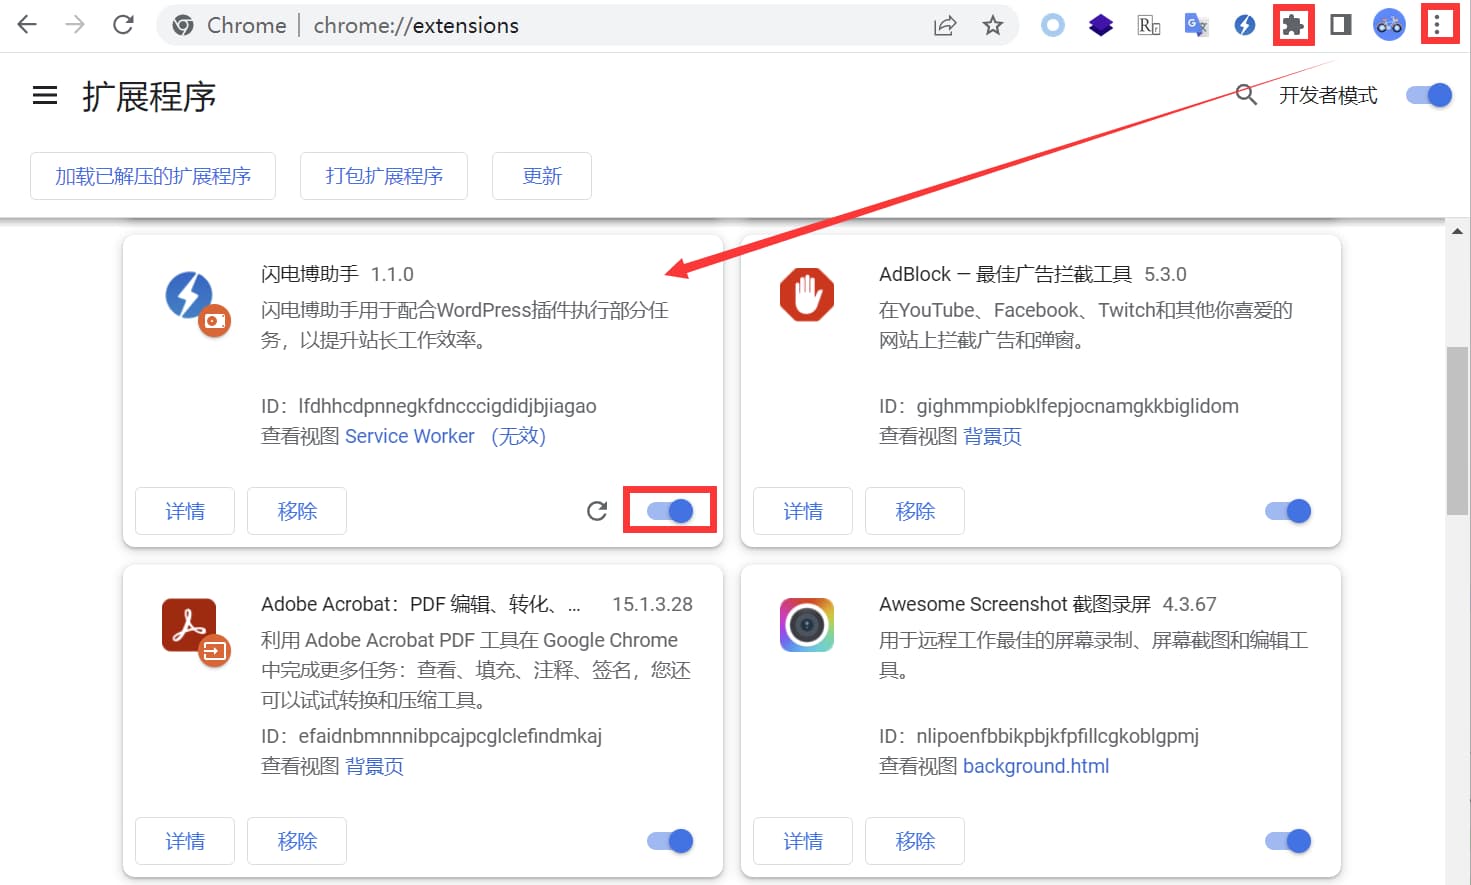 Chrome | chrome://extensions
扩展程序
开发者模式
加载已解压的扩展程序
打包扩展程序
更新
闪电博助手 1.1.0
闪电博助手用于配合WordPress插件执行部分任
务，以提升站长工作效率。
ID：lfdhhcdpnnegkfdncccigdidjbjiagao
查看视图 Service Worker （无效）
详情
移除
AdBlock — 最佳广告拦截工具 5.3.0
在YouTube、Facebook、Twitch和其他你喜爱的
网站上拦截广告和弹窗。
ID：gighmmpiobklfepjocnamgkkbiglidom
查看视图 背景页
详情
移除
Adobe Acrobat：PDF 编辑、转化、... 15.1.3.28
利用 Adobe Acrobat PDF 工具在 Google Chrome
中完成更多任务：查看、填充、注释、签名，您还
可以试试转换和压缩工具。
ID：efaidnbmnnnibpcajpcglclefindmkaj
查看视图 背景页
详情
移除
Awesome Screenshot 截图录屏 4.3.67
用于远程工作最佳的屏幕录制、屏幕截图和编辑工
具。
ID：nlipoenfbbikpbjkfpfillcgkoblgpmj
查看视图 background.html
详情
移除